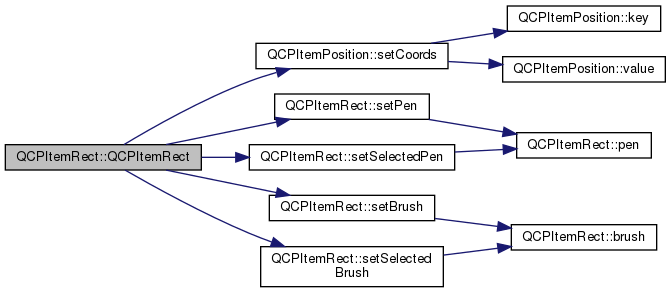 QCPItemRect::QCPItemRect
QCPItemPosition::setCoords
QCPItemPosition::key
QCPItemPosition::value
QCPItemRect::setPen
QCPItemRect::setSelectedPen
QCPItemRect::pen
QCPItemRect::setBrush
QCPItemRect::setSelected
Brush
QCPItemRect::brush